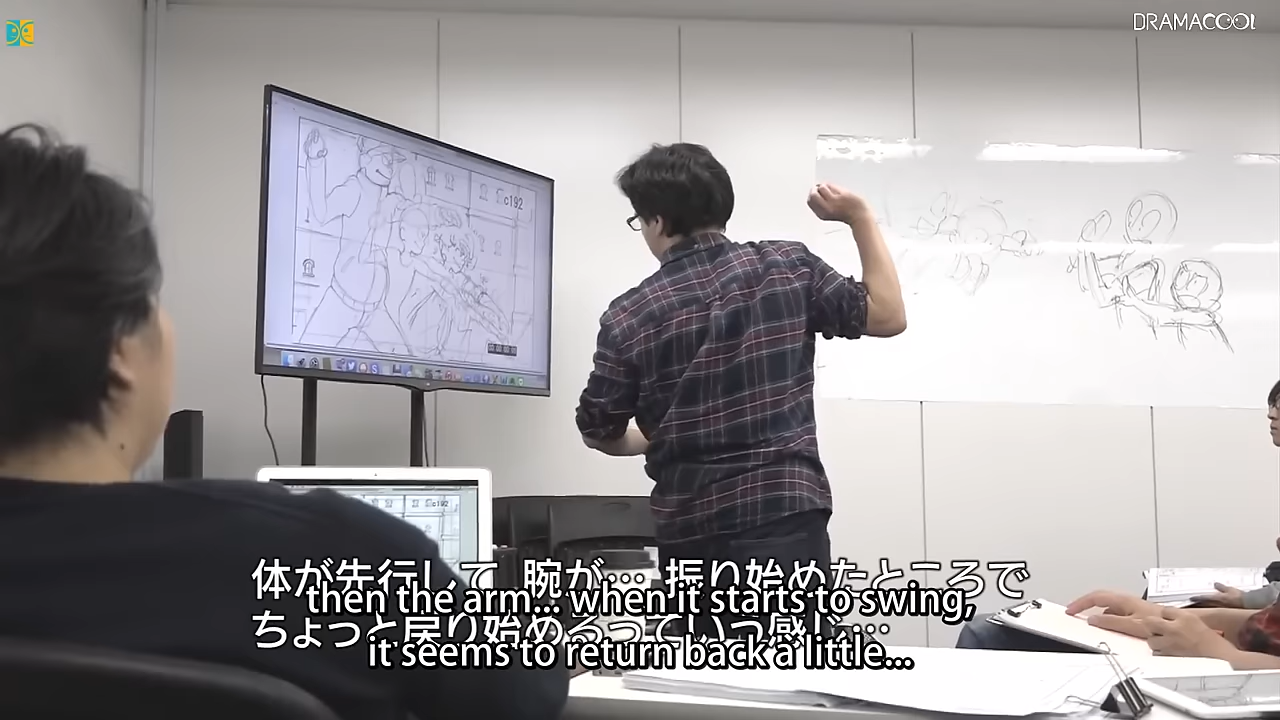 DRAMACOOL
c192
c192
体が先行して 腕が… 振り始めたところで
ちょっと戻り始めるっていう感じ…
then the arm... when it starts to swing,
it seems to return back a little...